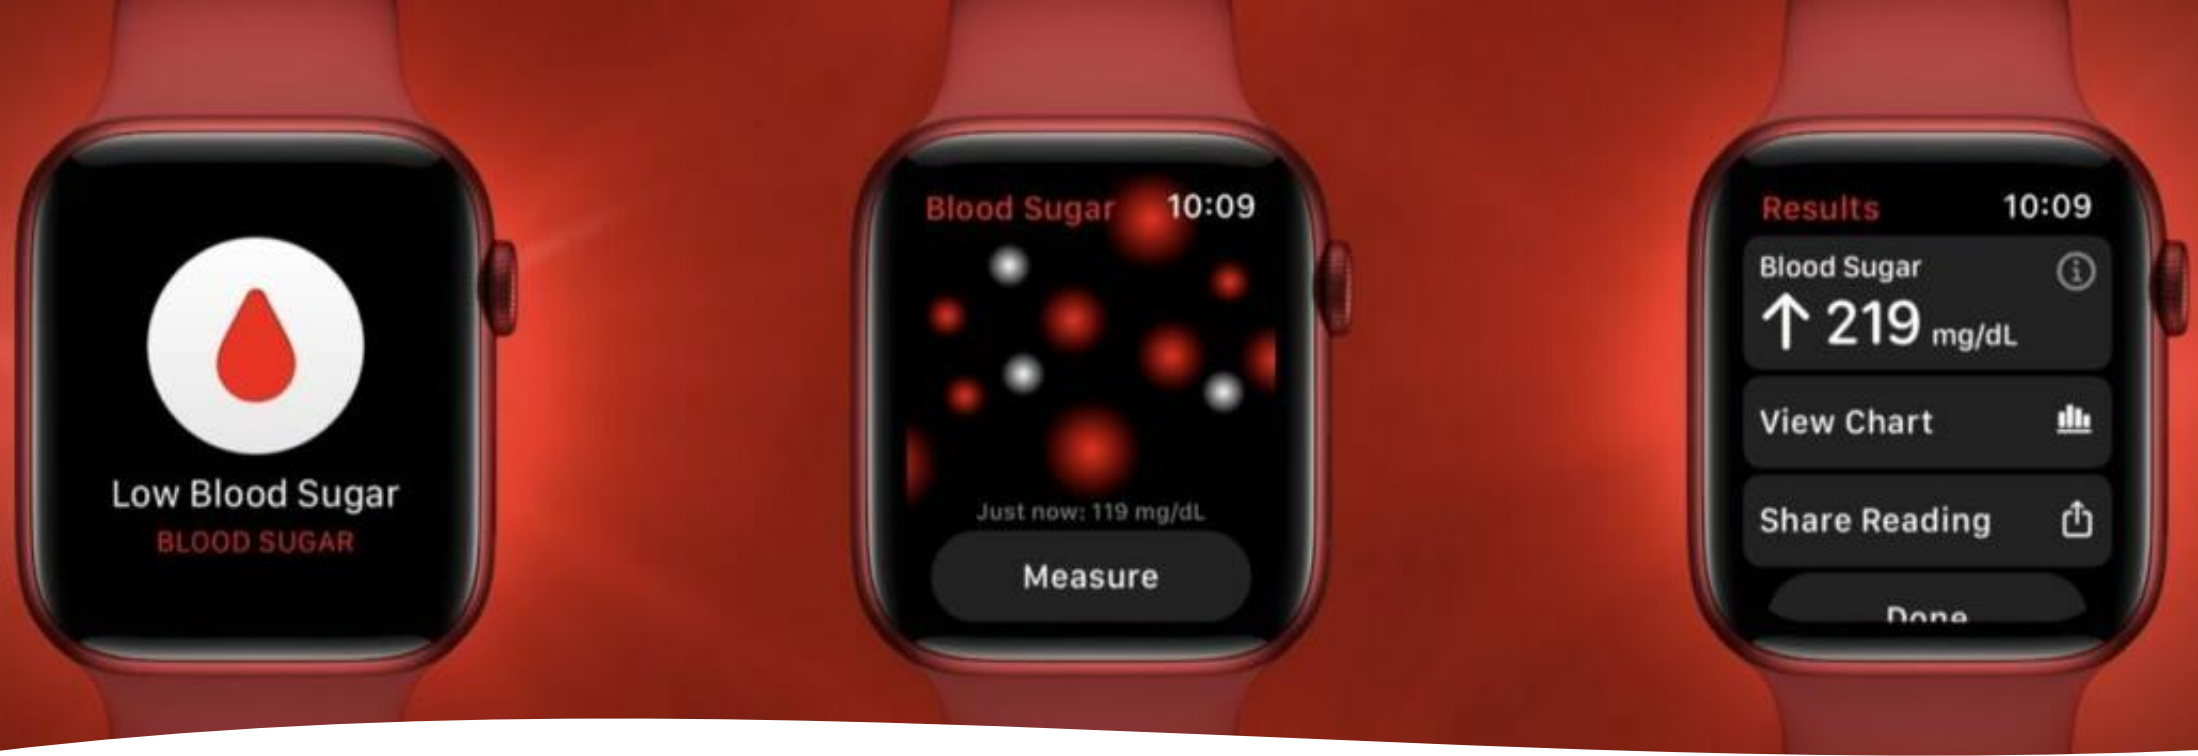 Low Blood Sugar
BLOOD SUGAR
Blood Sugar 10:09
Just now: 119 mg/dL
Measure
Results 10:09
Blood Sugar
↑ 219 mg/dL
View Chart
Share Reading
Done